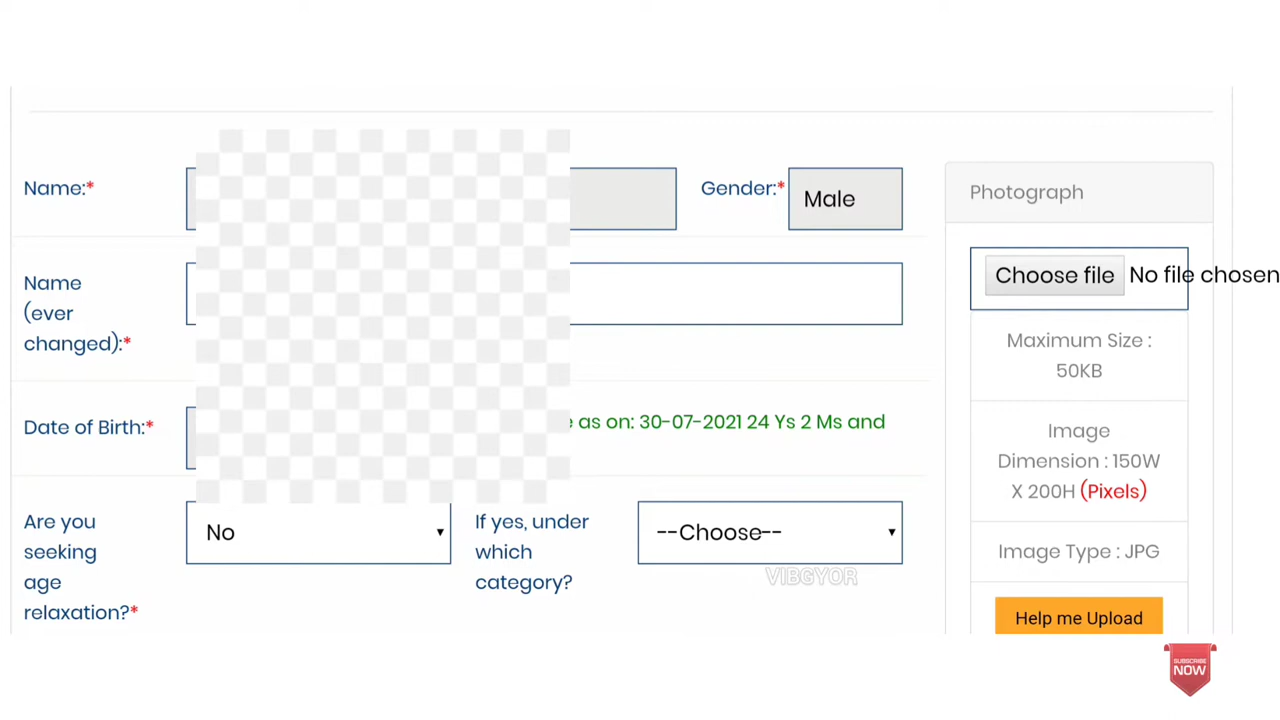 Name:*
Gender:*
Male
Photograph
Name
(ever
changed):*
Choose file No file chosen
Maximum Size :
50KB
Date of Birth:*
as on: 30-07-2021 24 Ys 2 Ms and
Image
Dimension : 150W
X 200H (Pixels)
Are you
seeking
age
relaxation?*
No
If yes, under
which
category?
--Choose--
VIBGYOR
Image Type : JPG
Help me Upload
SUBSCRIBE
NOW